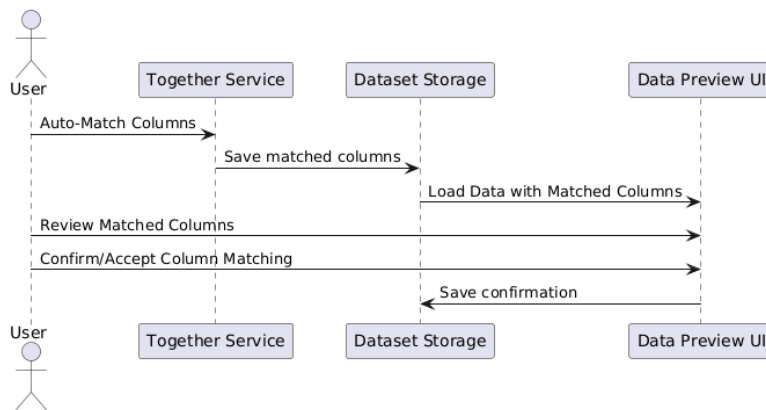 User
Together Service
Dataset Storage
Data Preview UI
Auto-Match Columns
Save matched columns
Load Data with Matched Columns
Review Matched Columns
Confirm/Accept Column Matching
Save confirmation
User
Together Service
Dataset Storage
Data Preview UI